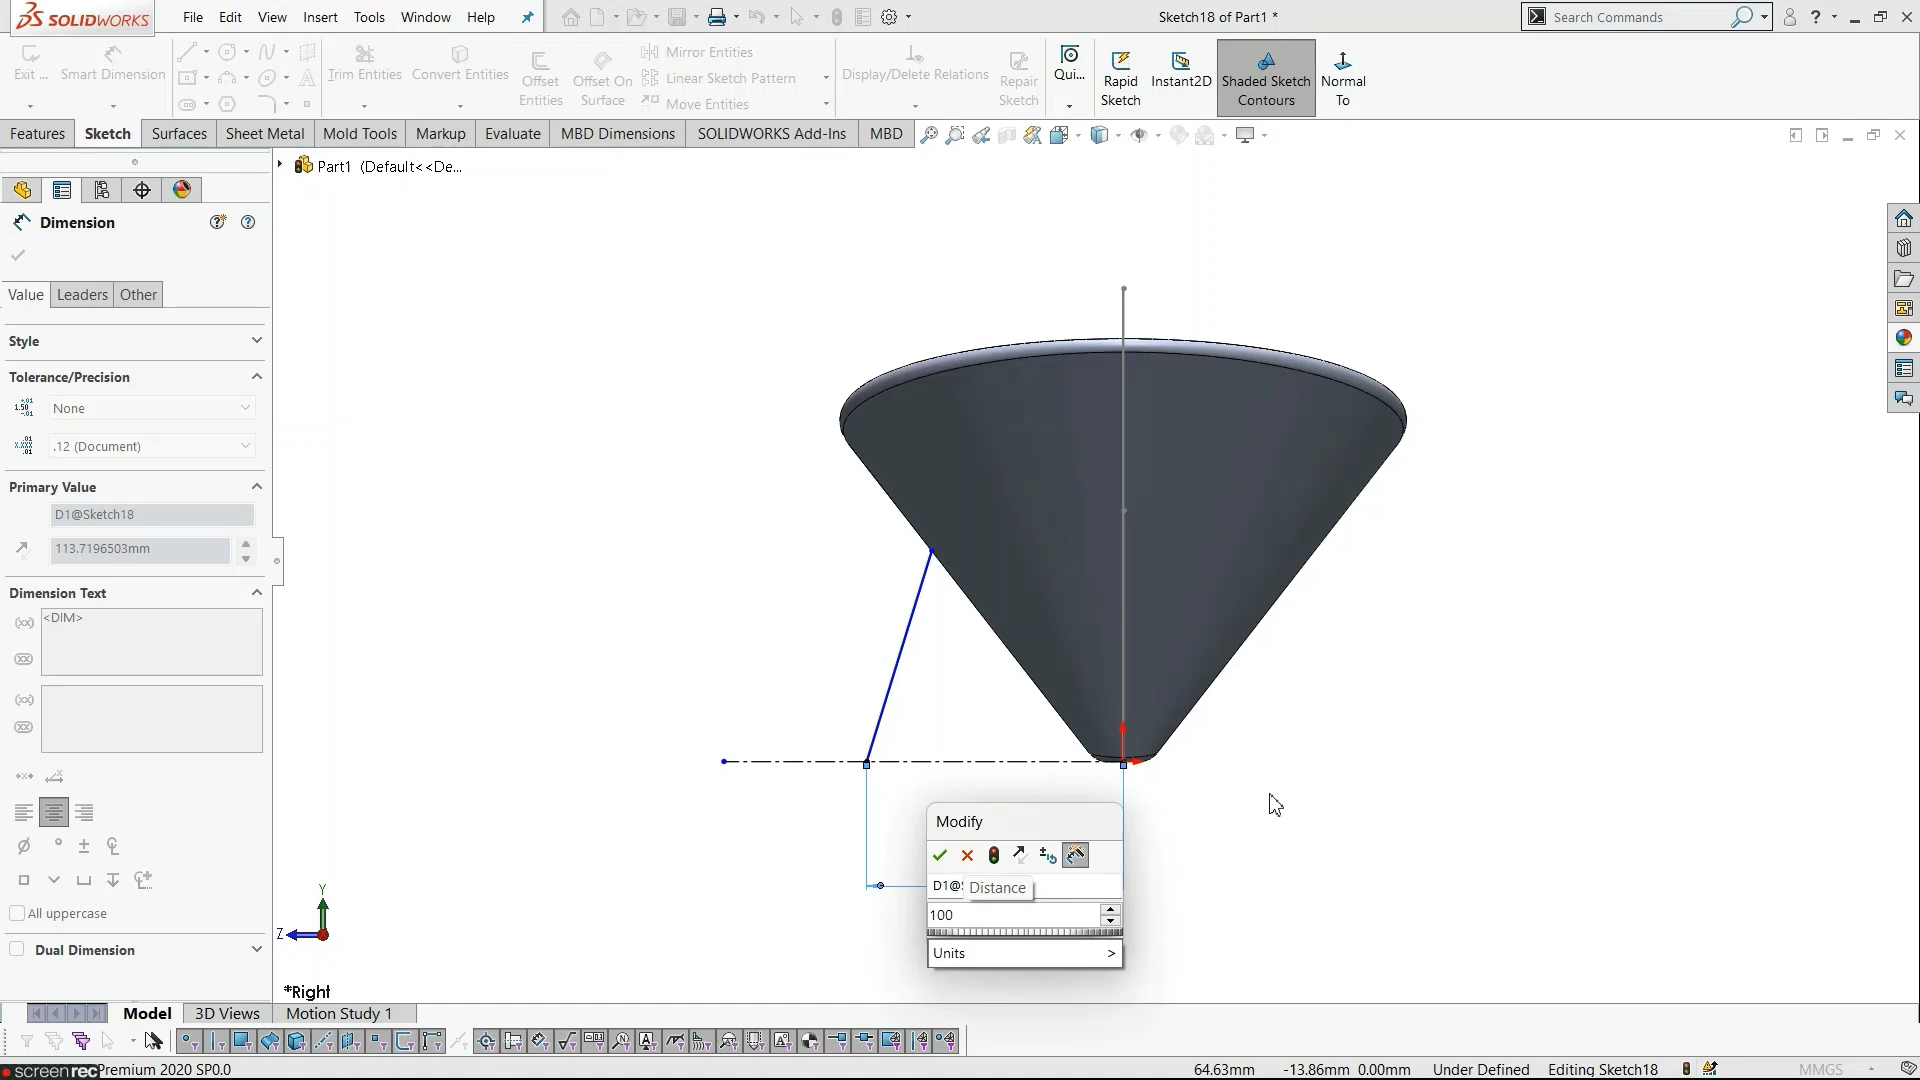 SOLIDWORKS
File Edit View Insert Tools Window Help
Sketch18 of Part1 *
Search Commands
Exit ...
Smart Dimension
Trim Entities
Convert Entities
Offset Entities
Offset On Surface
Mirror Entities
Linear Sketch Pattern
Move Entities
Display/Delete Relations
Repair Sketch
Qui...
Rapid Sketch
Instant2D
Shaded Sketch Contours
Normal To
Features Sketch Surfaces Sheet Metal Mold Tools Markup Evaluate MBD Dimensions SOLIDWORKS Add-Ins MBD
Part1 (Default<<De...
Dimension
Value Leaders Other
Style
Tolerance/Precision
None
.12 (Document)
Primary Value
D1@Sketch18
113.7196503mm
Dimension Text
<DIM>
All uppercase
Dual Dimension
Modify
D1@S
Distance
100
Units >
Y
Z
*Right
Model 3D Views Motion Study 1
screenrec Premium 2020 SP0.0
64.63mm -13.86mm 0.00mm Under Defined Editing Sketch18 MMGS